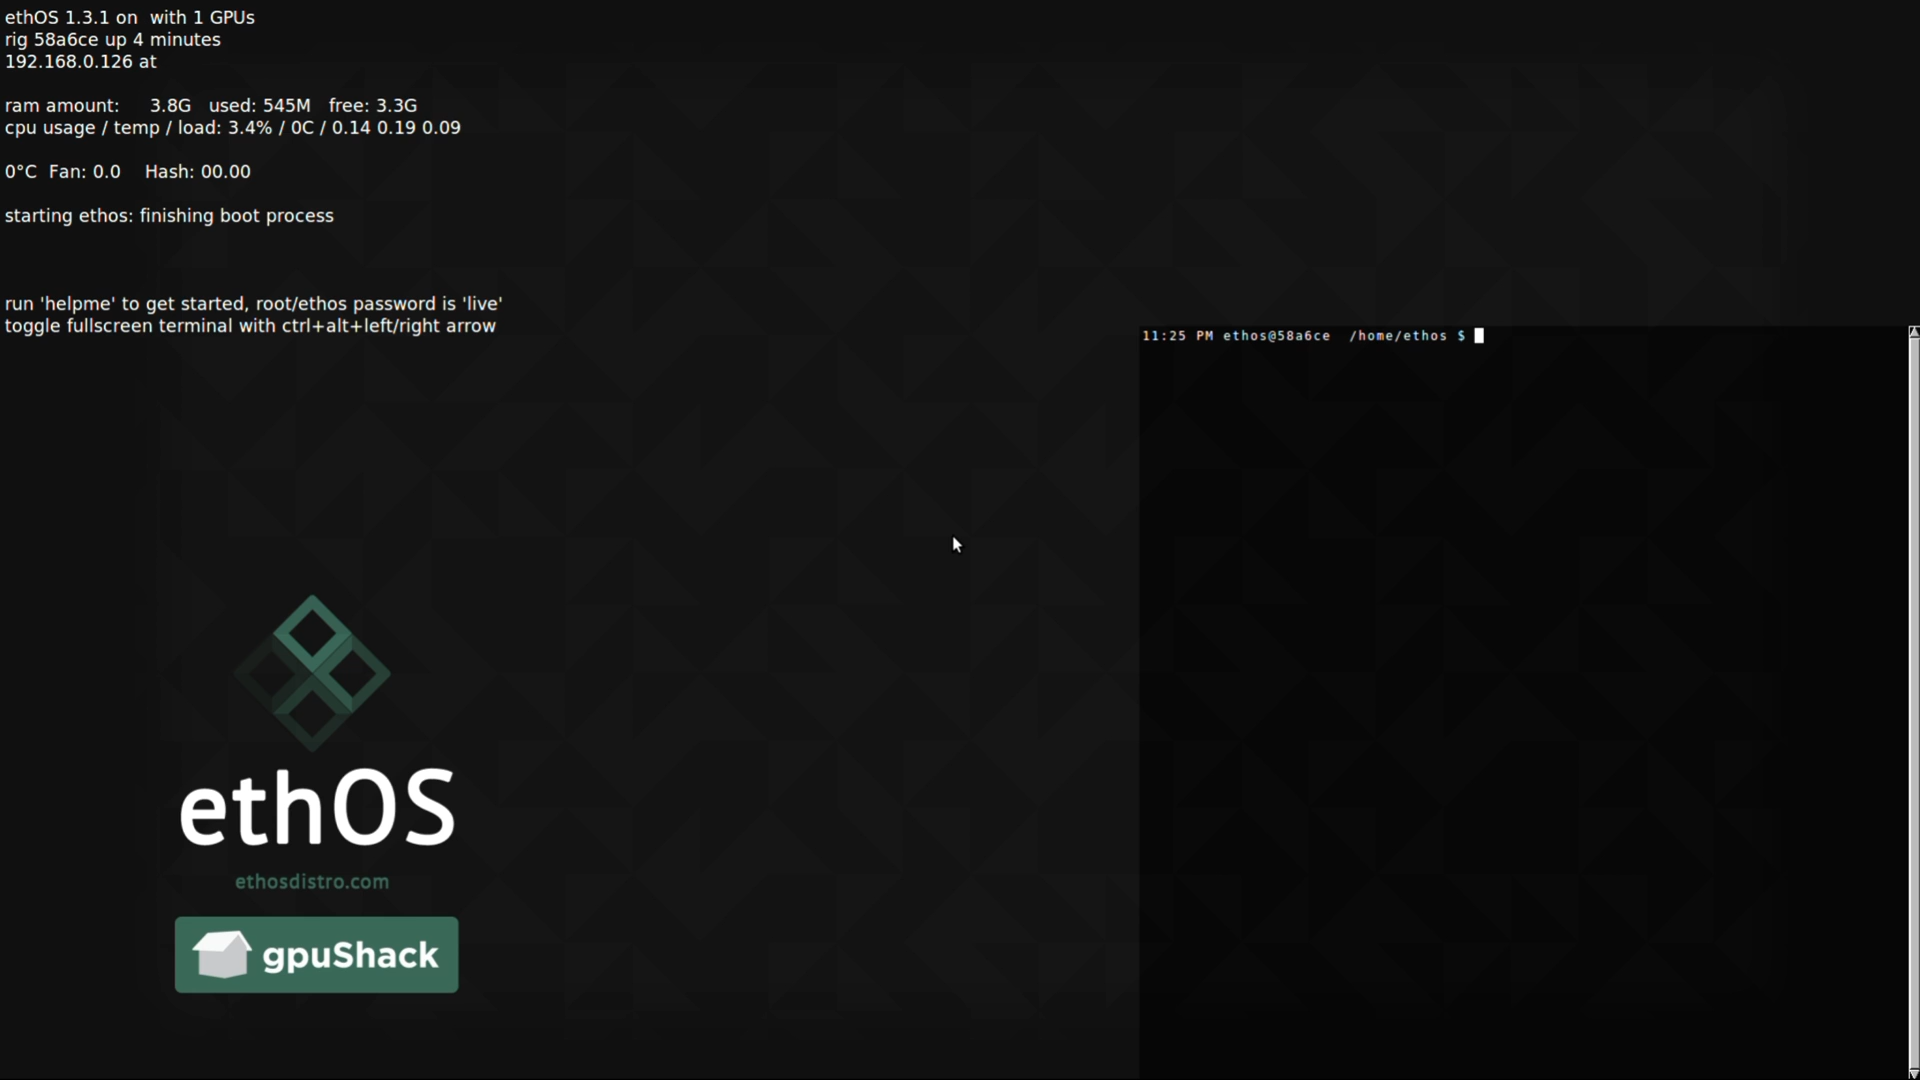 ethOS 1.3.1 on  with 1 GPUs
rig 58a6ce up 4 minutes
192.168.0.126 at
ram amount:     3.8G   used: 545M   free: 3.3G
cpu usage / temp / load: 3.4% / 0C / 0.14 0.19 0.09
0°C  Fan: 0.0    Hash: 00.00
starting ethos: finishing boot process
run 'helpme' to get started, root/ethos password is 'live'
toggle fullscreen terminal with ctrl+alt+left/right arrow
11:25 PM ethos@58a6ce  /home/ethos $
ethOS
ethosdistro.com
gpuShack